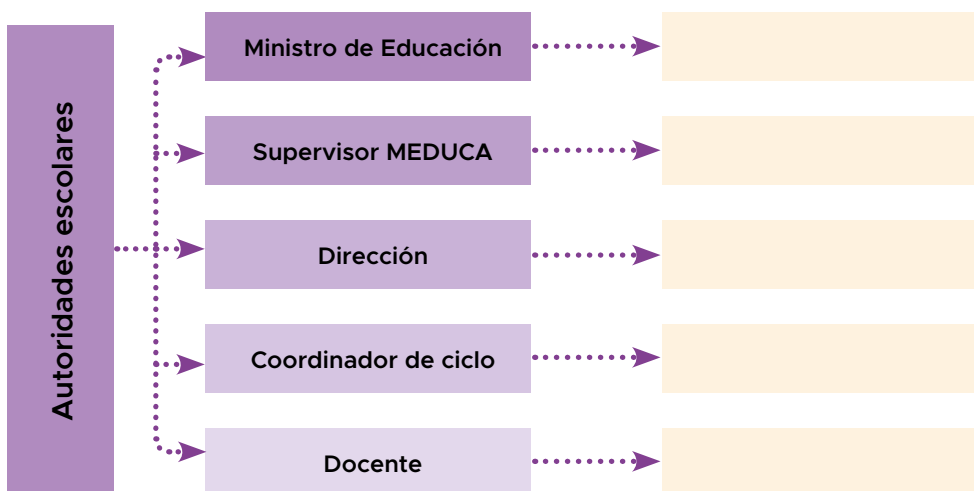 Autoridades escolares
Ministro de Educación
Supervisor MEDUCA
Dirección
Coordinador de ciclo
Docente